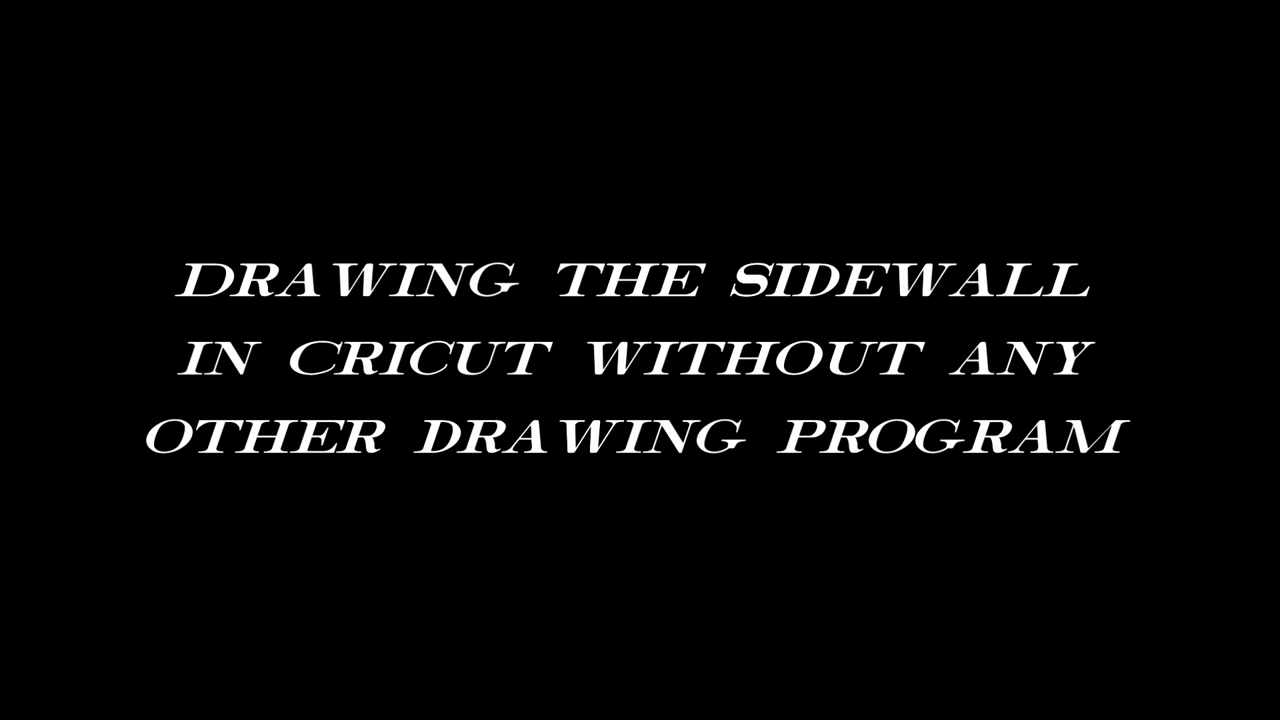 DRAWING THE SIDEWALL
IN CRICUT WITHOUT ANY
OTHER DRAWING PROGRAM